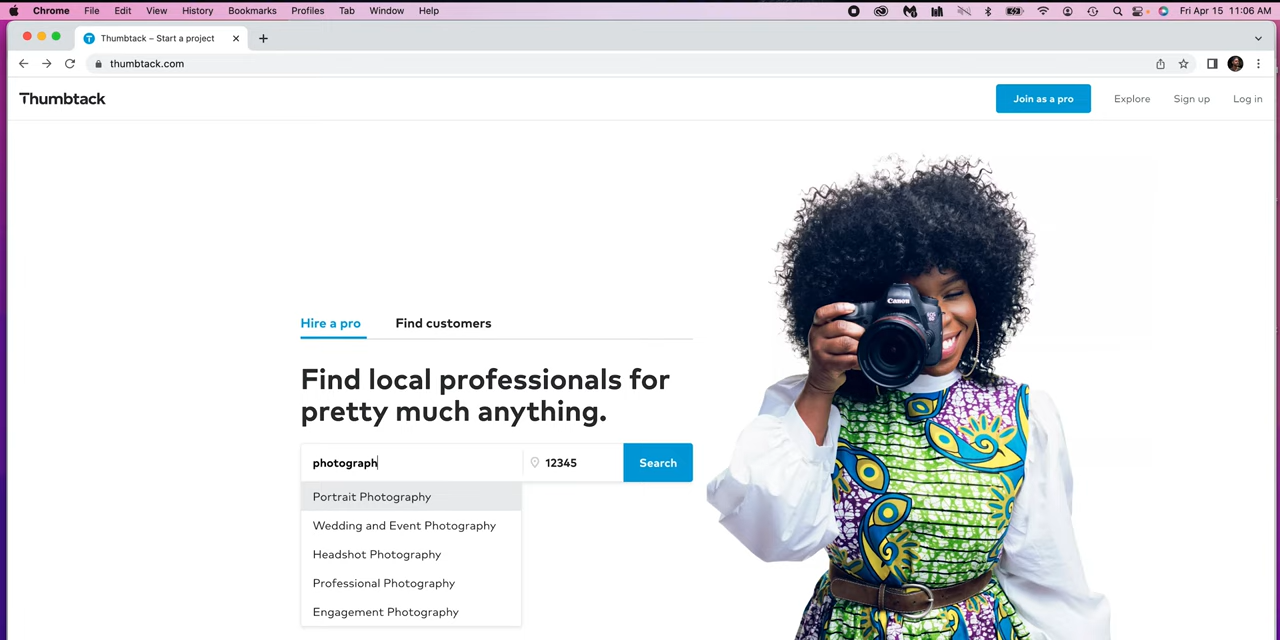 Chrome File Edit View History Bookmarks Profiles Tab Window Help Fri Apr 15 11:06 AM
Thumbtack – Start a project
thumbtack.com
Thumbtack Join as a pro Explore Sign up Log in
Canon
Hire a pro Find customers
Find local professionals for
pretty much anything.
photograph 12345 Search
Portrait Photography
Wedding and Event Photography
Headshot Photography
Professional Photography
Engagement Photography